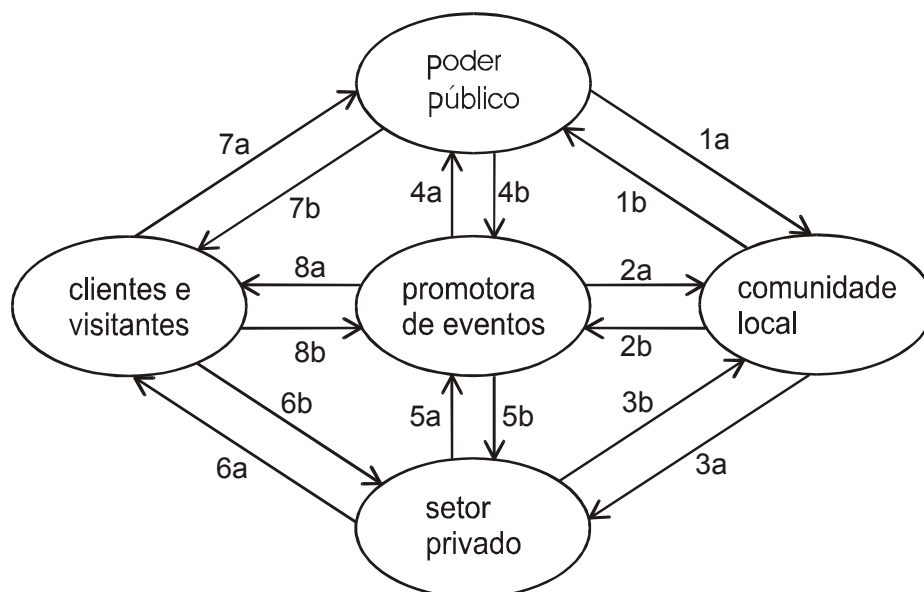 poder
público
7a
1a
7b
4a
4b
1b
clientes e
visitantes
8a
8b
promotora
de eventos
2a
2b
comunidade
local
6b
5a
5b
3b
6a
3a
setor
privado